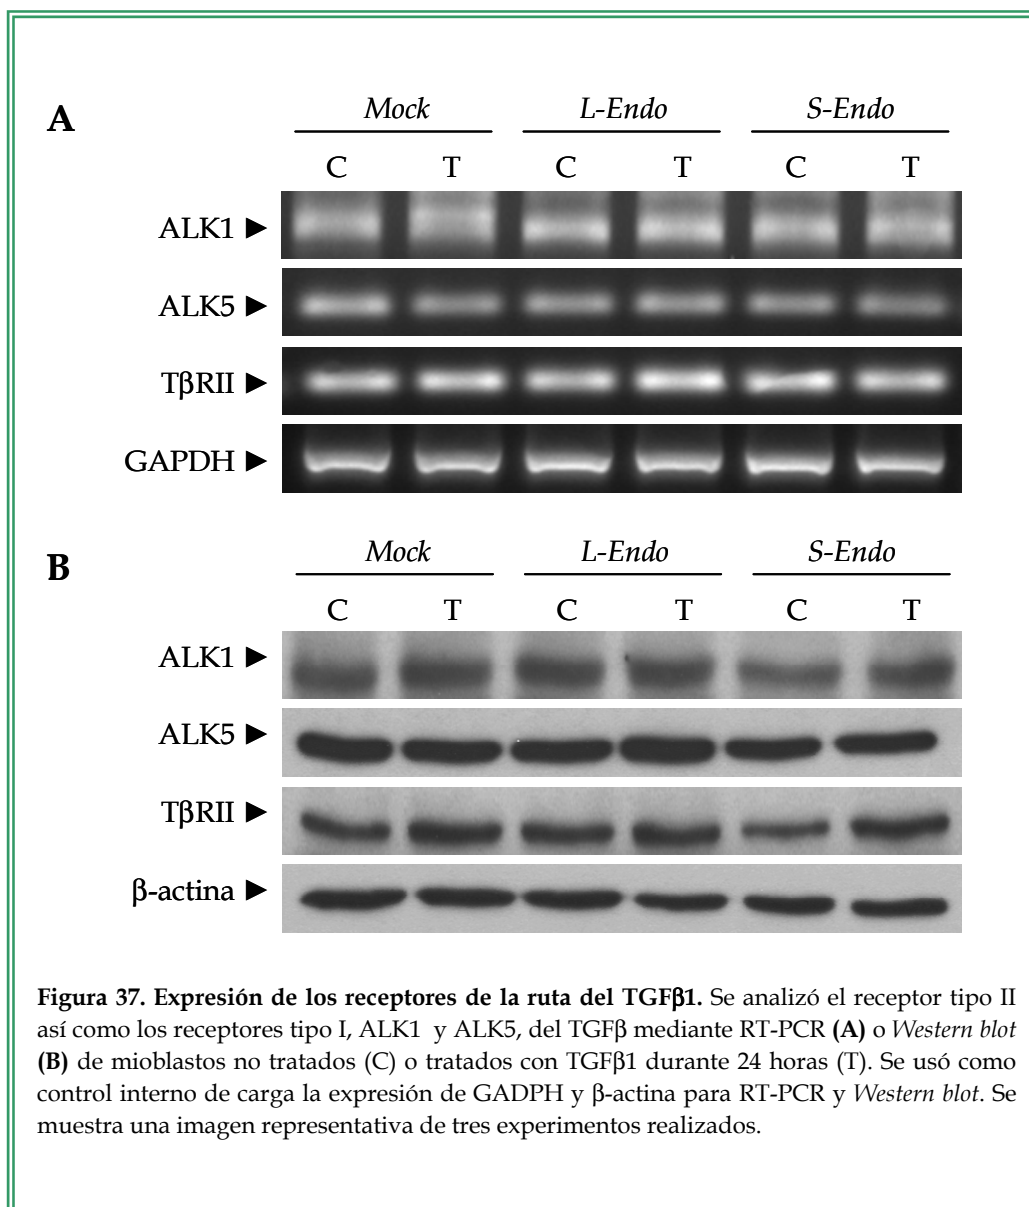 A
Mock L-Endo S-Endo
C T C T C T
ALK1 ►
ALK5 ►
TβRII ►
GAPDH ►
B
Mock L-Endo S-Endo
C T C T C T
ALK1 ►
ALK5 ►
TβRII ►
β-actina ►
Figura 37. Expresión de los receptores de la ruta del TGFβ1. Se analizó el receptor tipo II
así como los receptores tipo I, ALK1 y ALK5, del TGFβ mediante RT-PCR (A) o Western blot
(B) de mioblastos no tratados (C) o tratados con TGFβ1 durante 24 horas (T). Se usó como
control interno de carga la expresión de GADPH y β-actina para RT-PCR y Western blot. Se
muestra una imagen representativa de tres experimentos realizados.